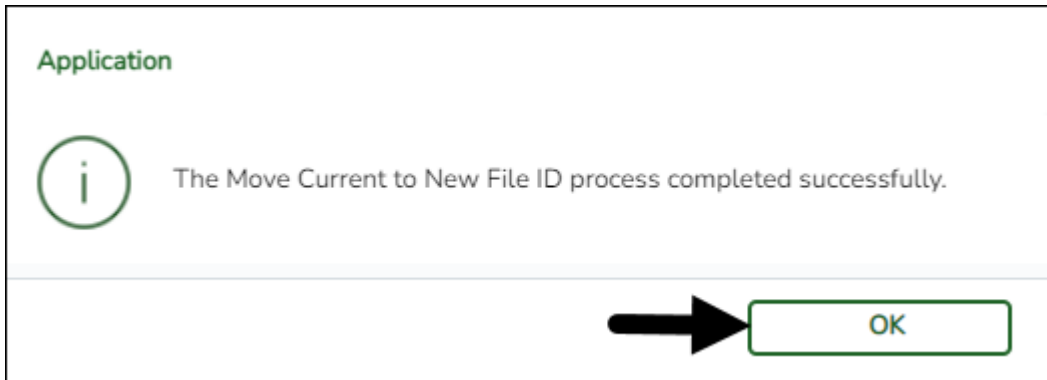 Application
The Move Current to New File ID process completed successfully.
OK